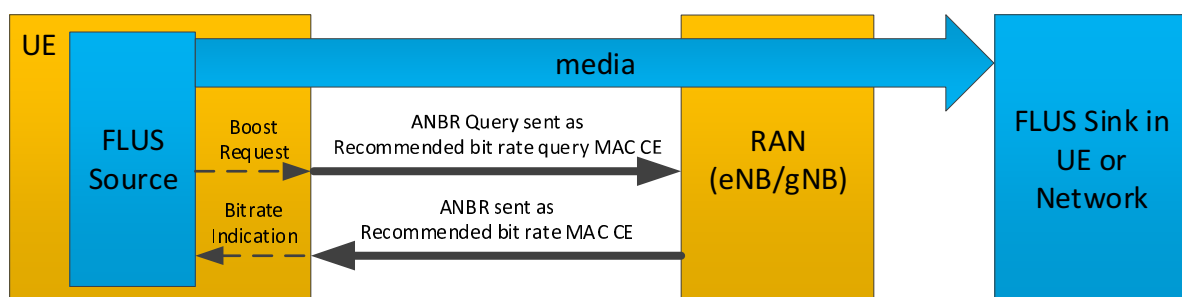 UE
media
FLUS
Source
Boost
Request
ANBR Query sent as
Recommended bit rate query MAC CE
Bitrate
Indication
ANBR sent as
Recommended bit rate MAC CE
RAN
(eNB/gNB)
FLUS Sink in
UE or
Network